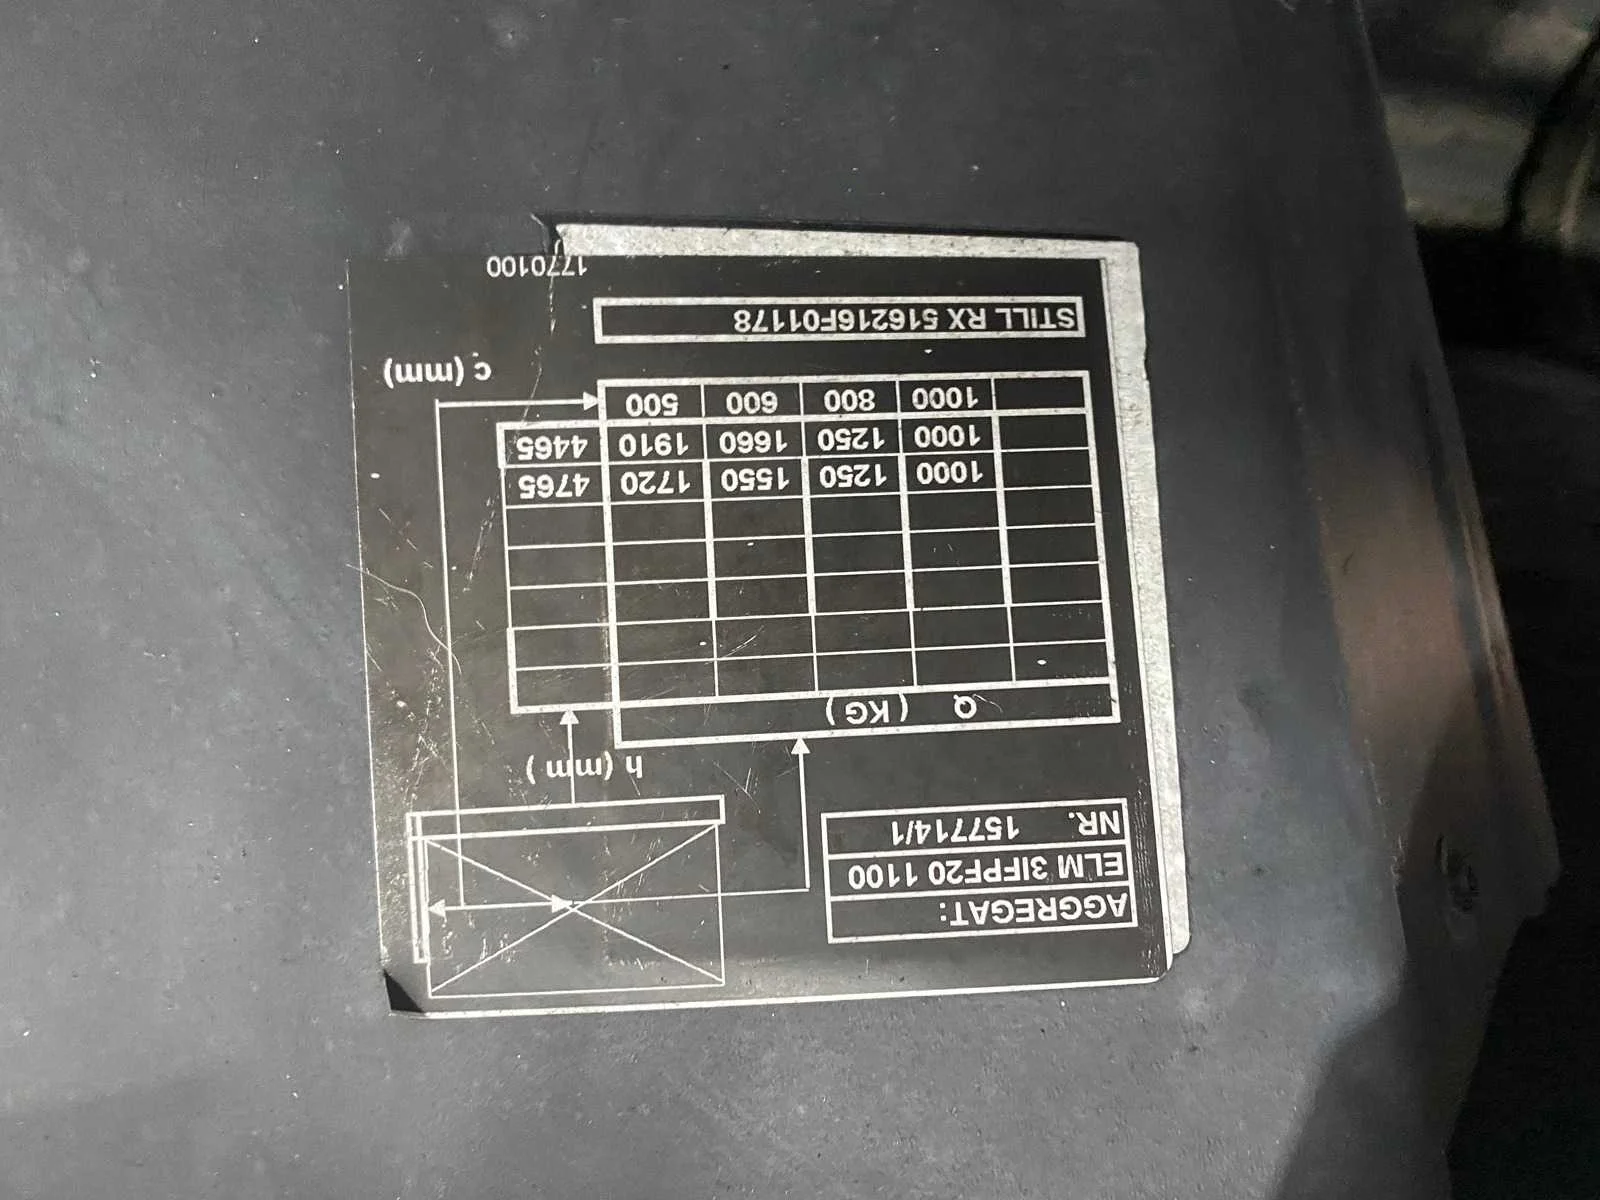 AGGREGAT:
ELM 3IFPF20 1100
NR. 157714/1
h (mm )
Q ( KG )
1000 1250 1550 1720 4765
1000 1250 1660 1910 4465
1000 800 600 500
c (mm)
STILL RX 516216F01178
1770100